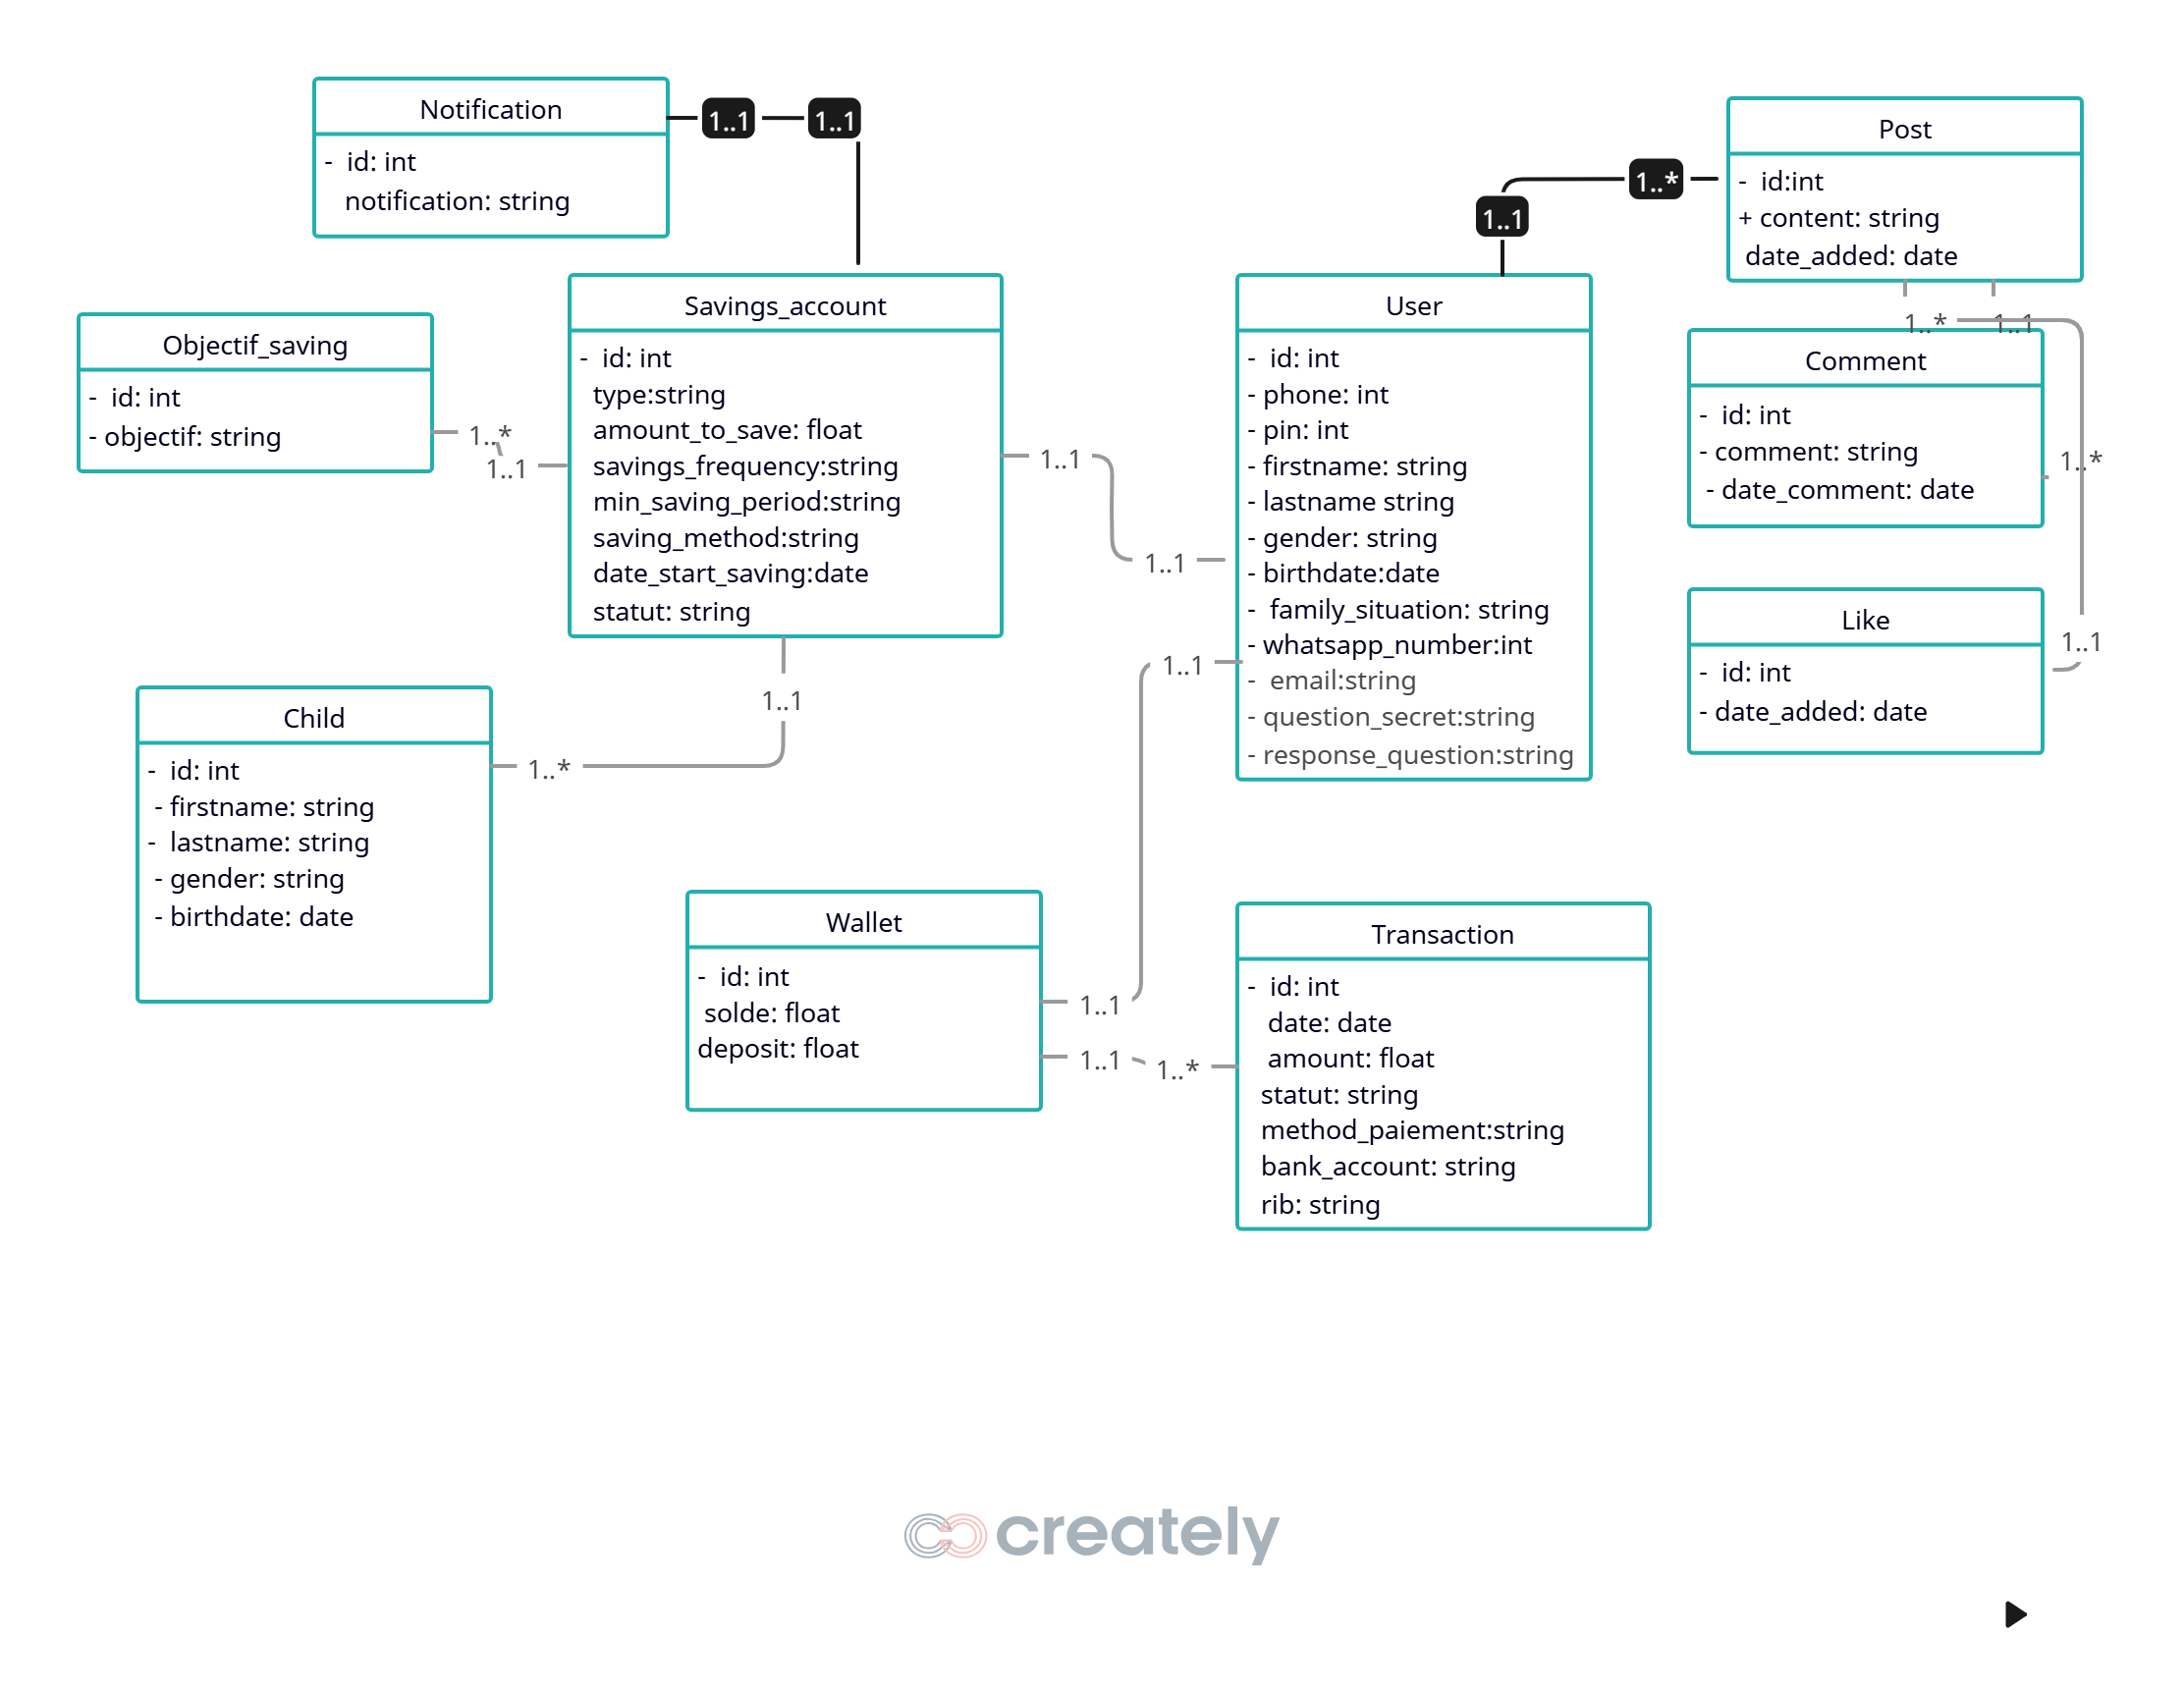 Notification
- id: int
notification: string
1..1
1..1
Post
- id:int
+ content: string
date_added: date
1..*
1..1
Objectif_saving
- id: int
- objectif: string
1..*
1..1
Savings_account
- id: int
type:string
amount_to_save: float
savings_frequency:string
min_saving_period:string
saving_method:string
date_start_saving:date
statut: string
1..1
1..1
User
- id: int
- phone: int
- pin: int
- firstname: string
- lastname string
- gender: string
- birthdate:date
- family_situation: string
- whatsapp_number:int
- email:string
- question_secret:string
- response_question:string
1..*
1..1
Comment
- id: int
- comment: string
- date_comment: date
1..*
Like
- id: int
- date_added: date
1..1
1..1
1..1
1..*
Child
- id: int
- firstname: string
- lastname: string
- gender: string
- birthdate: date
Wallet
- id: int
solde: float
deposit: float
1..1
1..1
1..*
Transaction
- id: int
date: date
amount: float
statut: string
method_paiement:string
bank_account: string
rib: string
creately